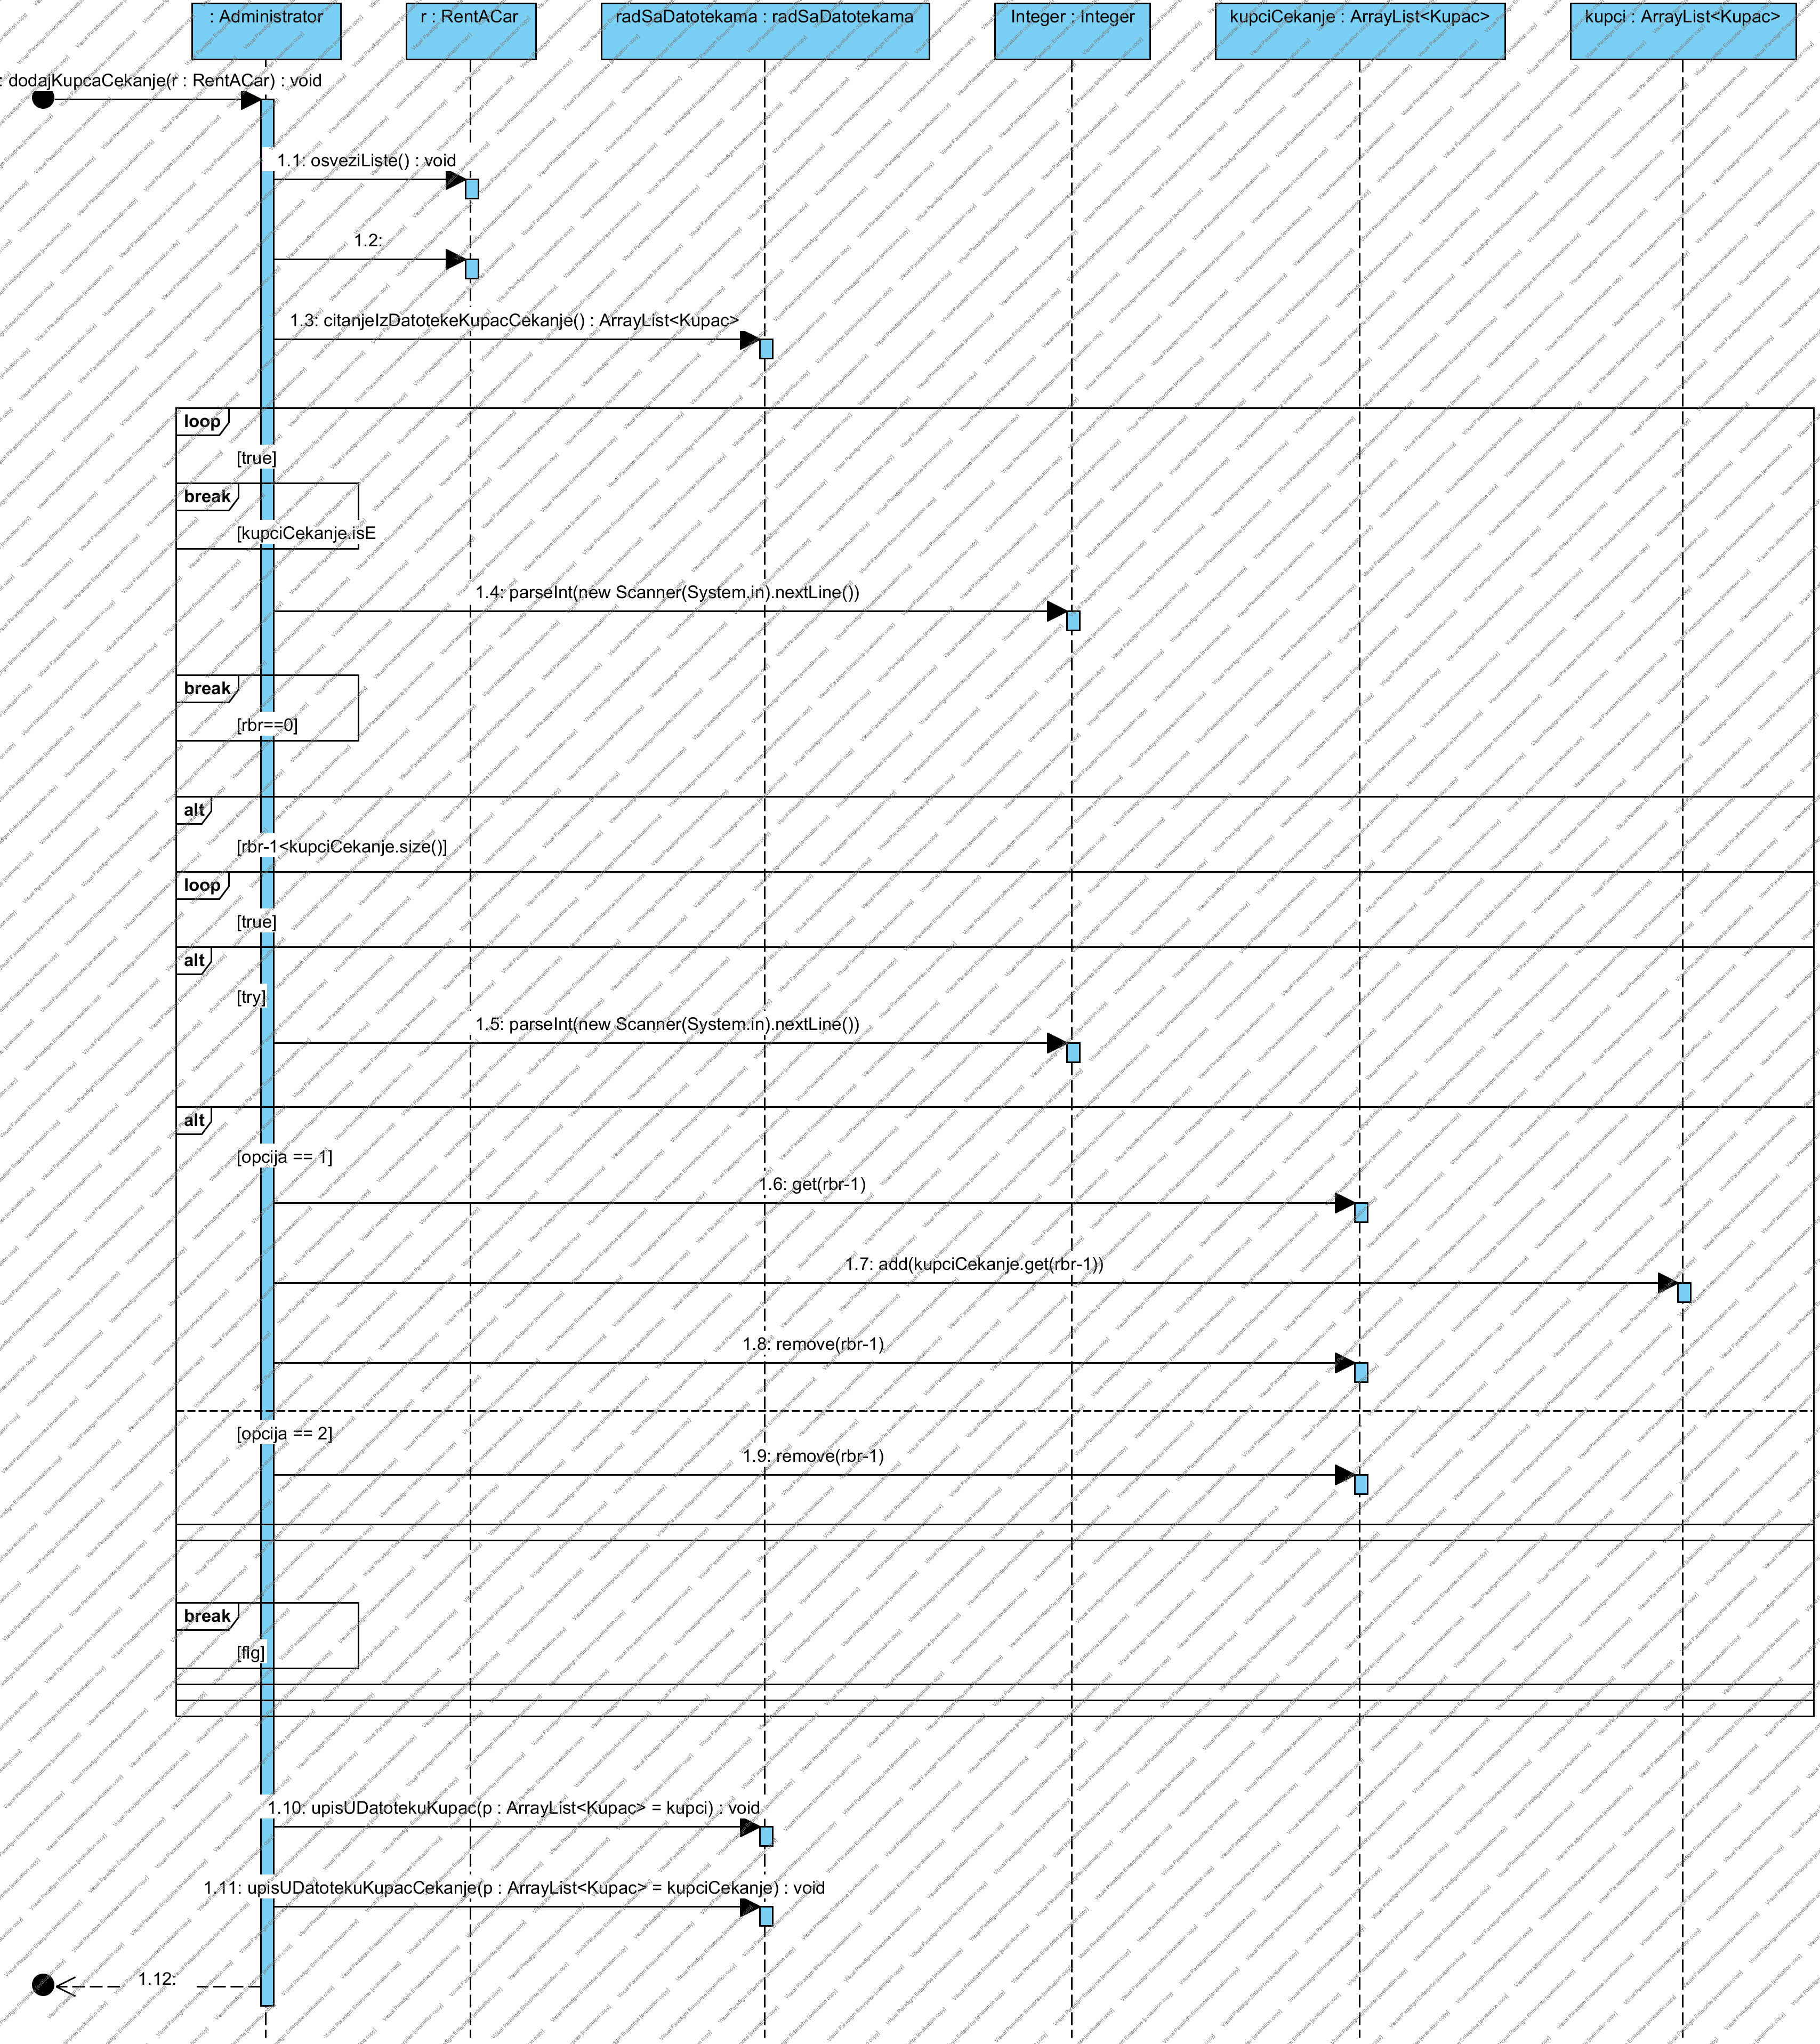 : Administrator
r : RentACar
radSaDatotekama : radSaDatotekama
Integer : Integer
kupciCekanje : ArrayList<Kupac>
kupci : ArrayList<Kupac>
: dodajKupcaCekanje(r : RentACar) : void
1.1: osveziListe() : void
1.2:
1.3: citanjeIzDatotekeKupacCekanje() : ArrayList<Kupac>
loop
[true]
break
[kupciCekanje.isE
1.4: parseInt(new Scanner(System.in).nextLine())
break
[rbr==0]
alt
[rbr-1<kupciCekanje.size()]
loop
[true]
alt
[try]
1.5: parseInt(new Scanner(System.in).nextLine())
alt
[opcija == 1]
1.6: get(rbr-1)
1.7: add(kupciCekanje.get(rbr-1))
1.8: remove(rbr-1)
[opcija == 2]
1.9: remove(rbr-1)
break
[flg]
1.10: upisUDatotekuKupac(p : ArrayList<Kupac> = kupci) : void
1.11: upisUDatotekuKupacCekanje(p : ArrayList<Kupac> = kupciCekanje) : void
1.12:
Visual Paradigm Enterprise [evaluation copy]